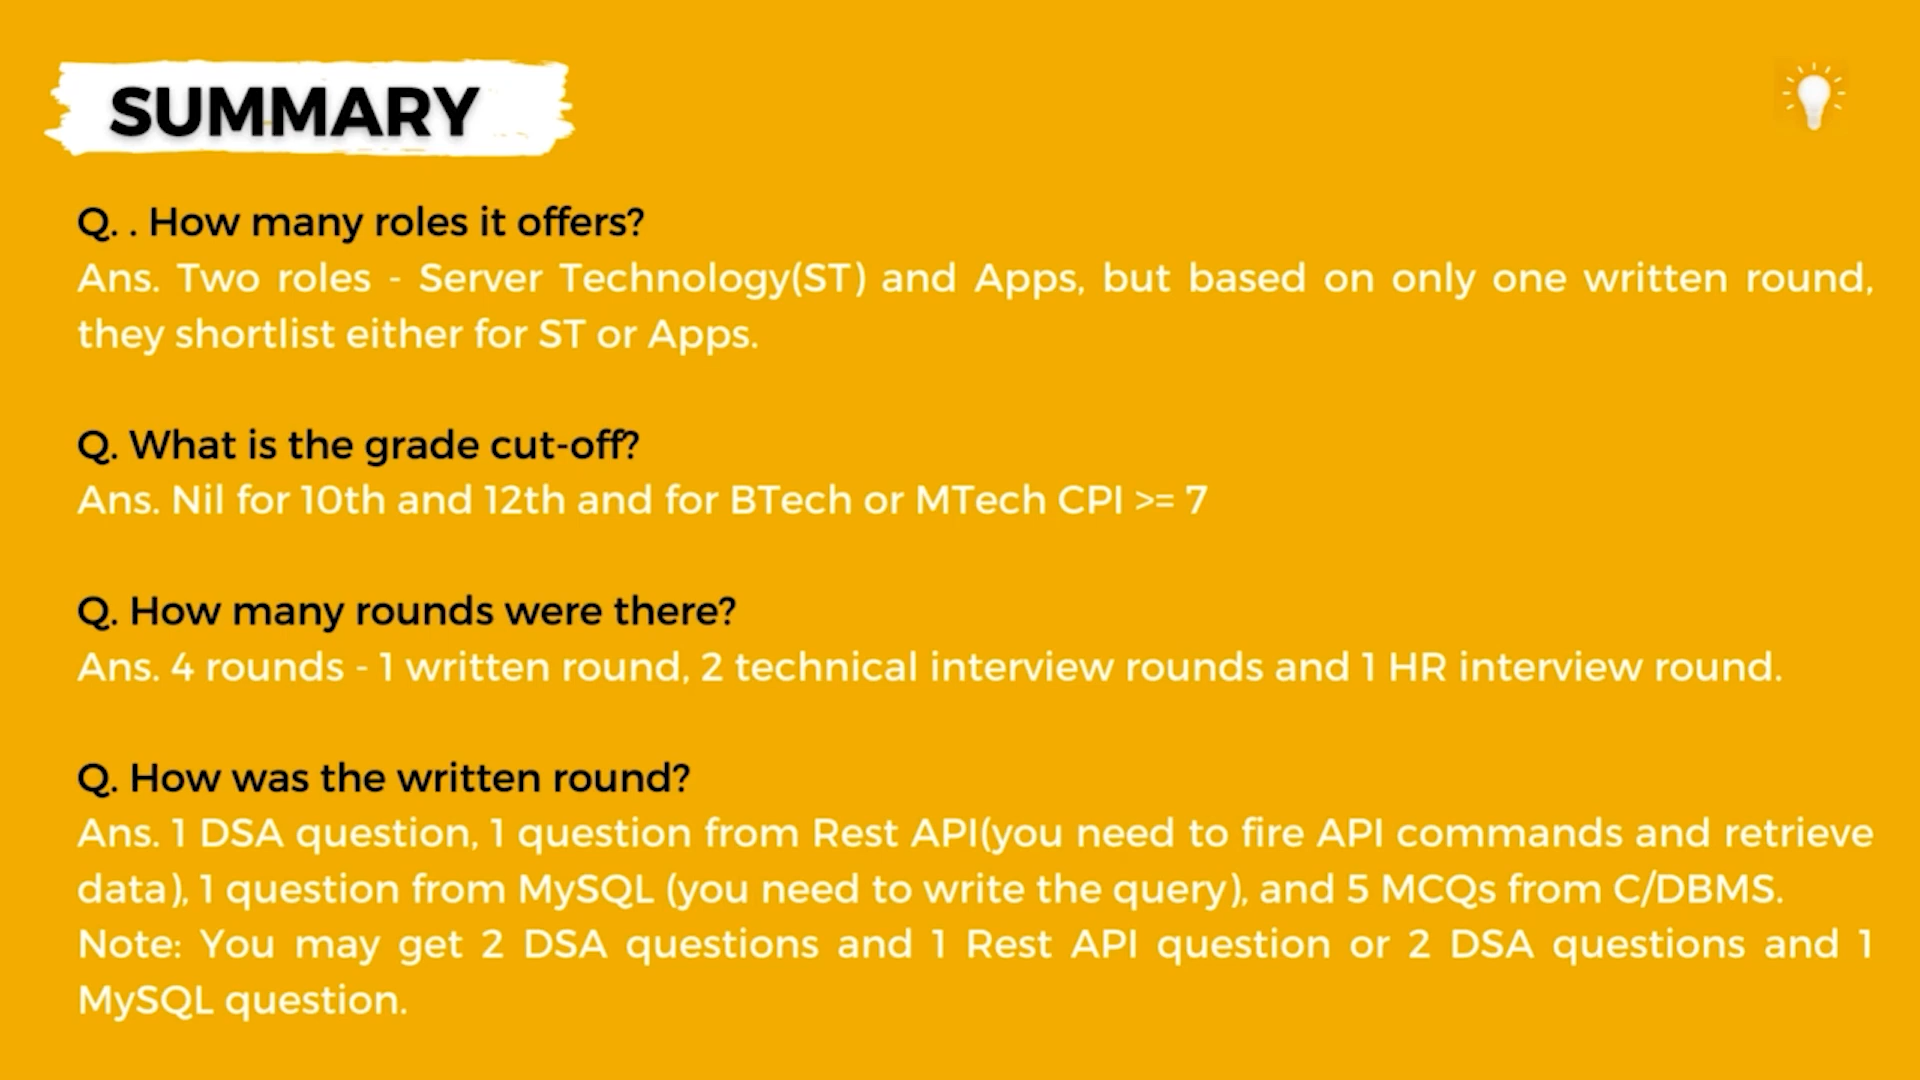 SUMMARY
Q. . How many roles it offers?
Ans. Two roles - Server Technology(ST) and Apps, but based on only one written round,
they shortlist either for ST or Apps.
Q. What is the grade cut-off?
Ans. Nil for 10th and 12th and for BTech or MTech CPI >= 7
Q. How many rounds were there?
Ans. 4 rounds - 1 written round, 2 technical interview rounds and 1 HR interview round.
Q. How was the written round?
Ans. 1 DSA question, 1 question from Rest API(you need to fire API commands and retrieve
data), 1 question from MySQL (you need to write the query), and 5 MCQs from C/DBMS.
Note: You may get 2 DSA questions and 1 Rest API question or 2 DSA questions and 1
MySQL question.